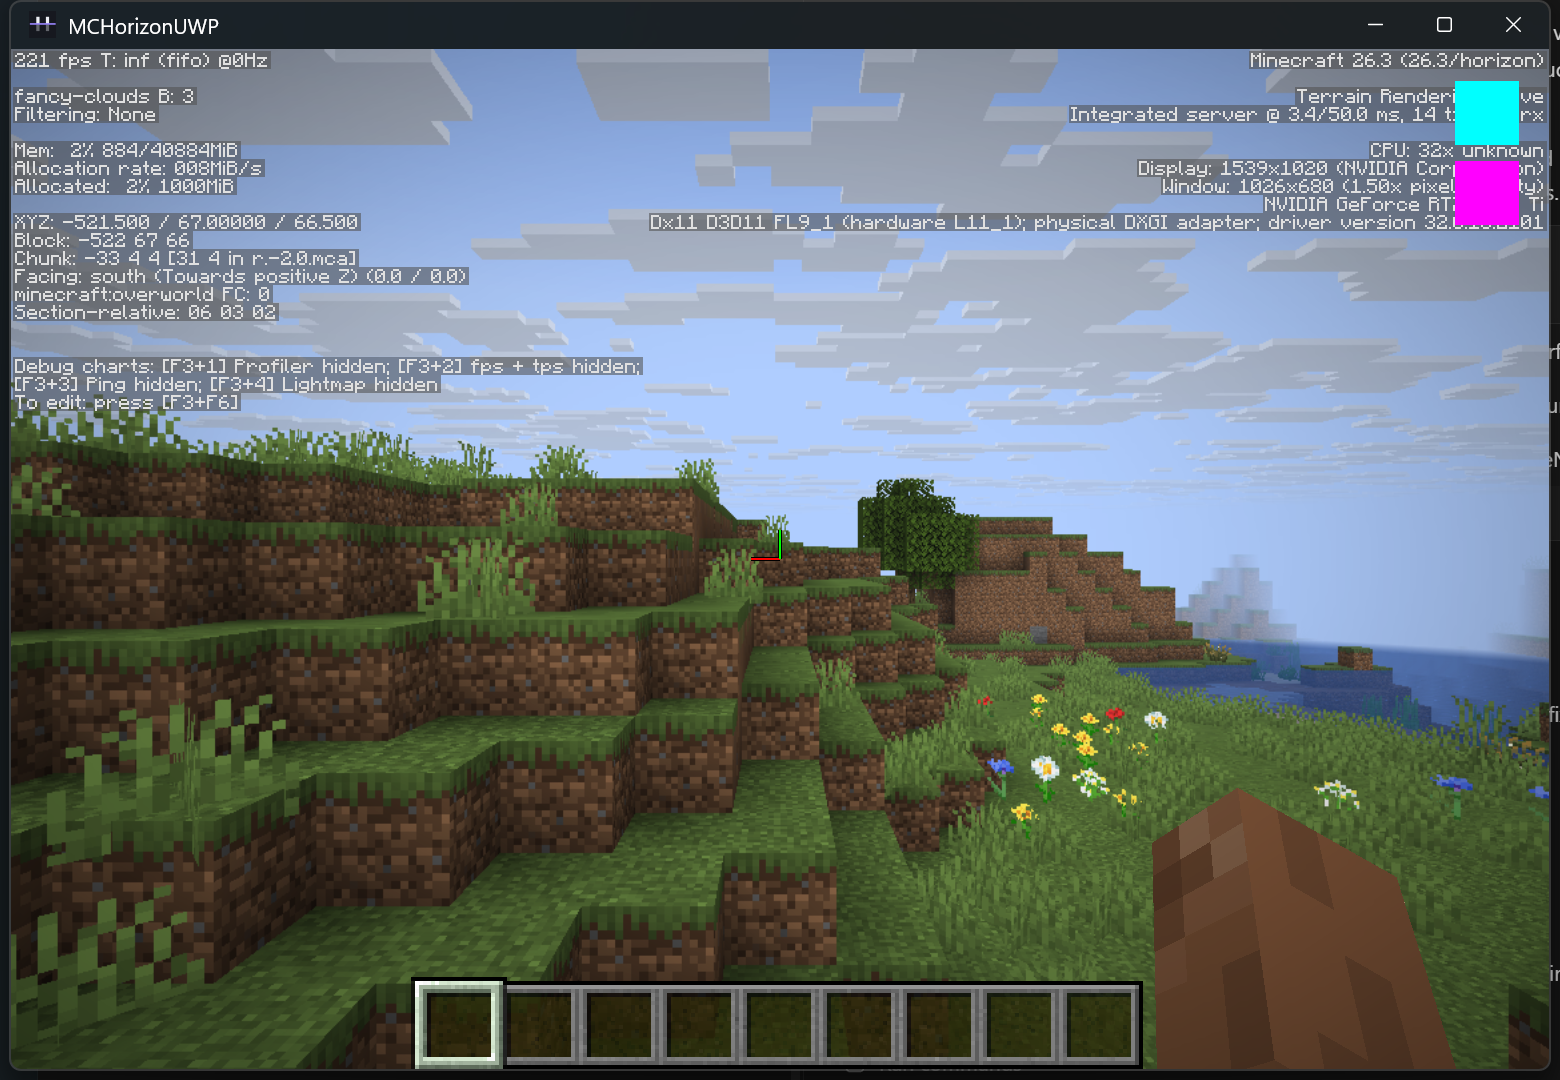 MCHorizonUWP
221 fps T: inf (fifo) @0Hz
fancy-clouds B: 3
Filtering: None
Mem: 2% 884/40884MiB
Allocation rate: 008MiB/s
Allocated: 2% 1000MiB
XYZ: -521.500 / 67.00000 / 66.500
Block: -522 67 66
Chunk: -33 4 4 [31 4 in r.-2.0.mca]
Facing: south (Towards positive Z) (0.0 / 0.0)
minecraft:overworld FC: 0
Section-relative: 06 03 02
Debug charts: [F3+1] Profiler hidden; [F3+2] fps + tps hidden;
[F3+3] Ping hidden; [F3+4] Lightmap hidden
To edit: press [F3+F6]
Minecraft 26.3 (26.3/horizon)
Terrain
Integrated server @ 3.4/50.0 ms, 14
CPU: 32x unknown
Display: 1539x1020 (NVIDIA
Window: 1026x680 (1.50x
NVIDIA GeForce Ti
Dx11 D3D11 FL9_1 (hardware L11_1); physical DXGI adapter; driver version